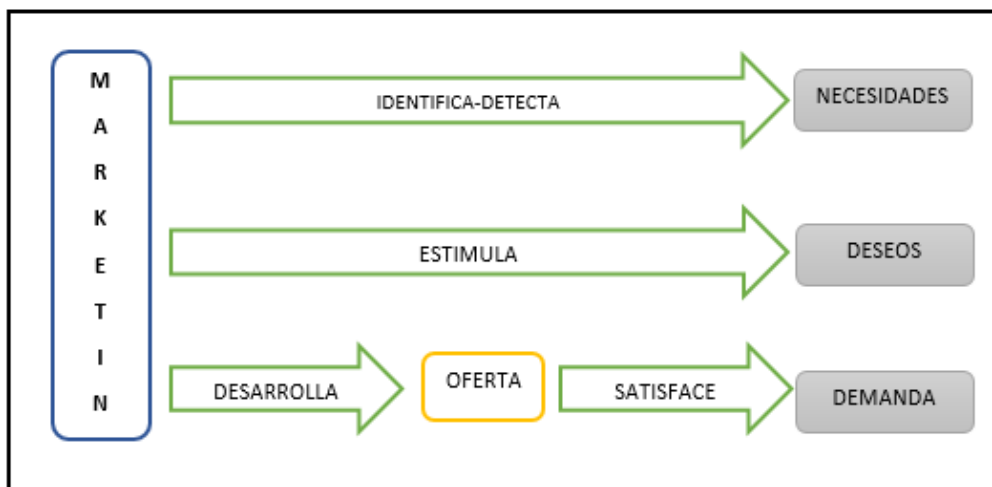 M
A
R
K
E
T
I
N
IDENTIFICA-DETECTA
NECESIDADES
ESTIMULA
DESEOS
DESARROLLA
OFERTA
SATISFACE
DEMANDA